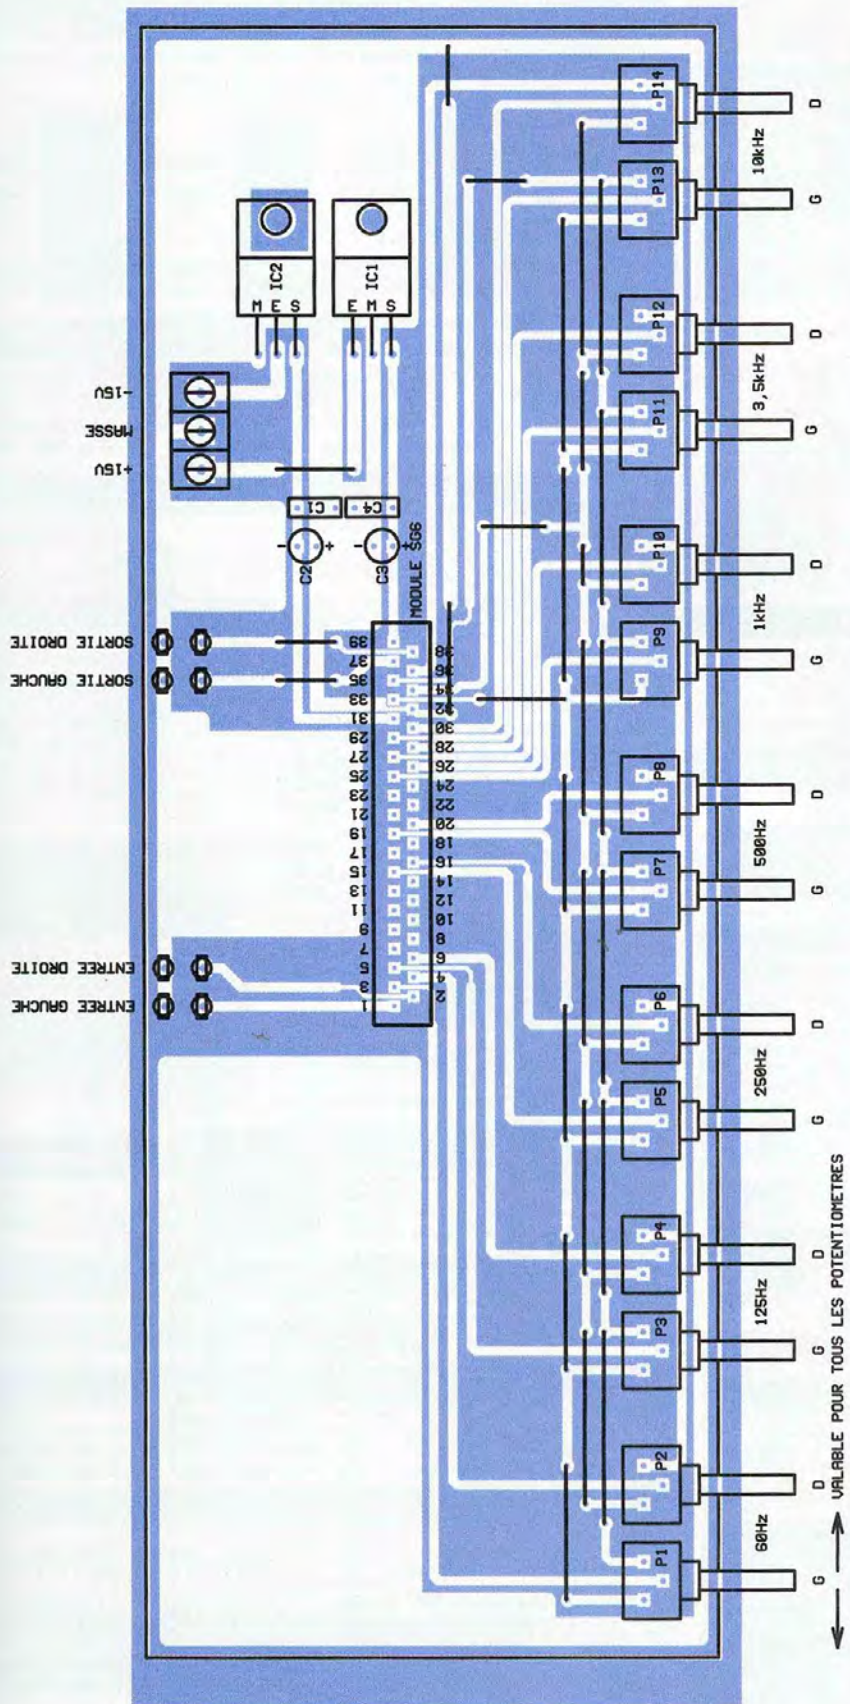 P14
D
10kHz
P13
G
IC2
IC1
M E S
E M S
P12
D
3,5kHz
P11
G
-15V
MASSE
+15V
C1
C4
- +
- +
C2
C3
MODULE SG6
P10
D
1kHz
P9
G
SORTIE DROITE
SORTIE GAUCHE
39
37
35
33
31
29
27
25
23
21
19
17
15
13
11
9
7
5
3
1
38
36
34
32
30
28
26
24
22
20
18
16
14
12
10
8
6
4
2
P8
D
500Hz
P7
G
ENTREE DROITE
ENTREE GAUCHE
P6
D
250Hz
P5
G
P4
D
125Hz
P3
G
P2
D
60Hz
P1
G
VALABLE POUR TOUS LES POTENTIOMETRES